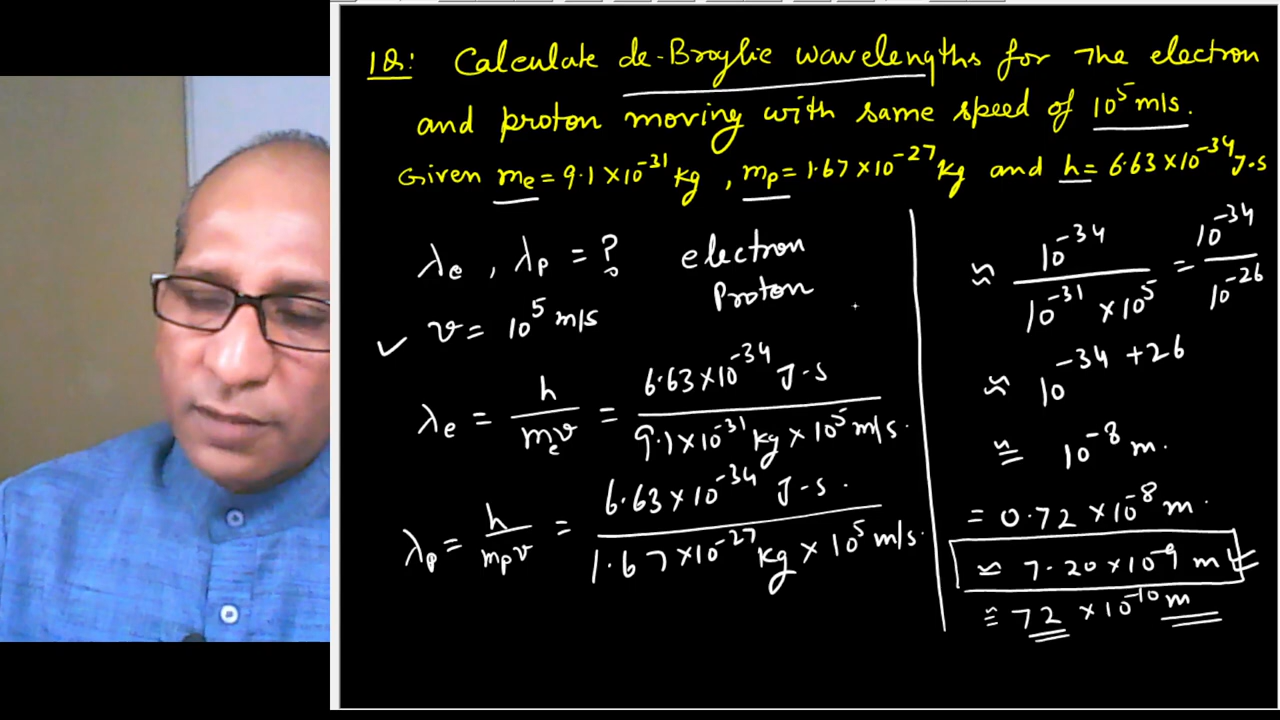 1Q: Calculate de-Broglie wavelengths for the electron
and proton moving with same speed of 10⁵ m/s.
Given mₑ = 9.1 × 10⁻³¹ kg , mₚ = 1.67 × 10⁻²⁷ kg and h = 6.63 × 10⁻³⁴ J·s
λₑ , λₚ = ? electron
Proton
✓ v = 10⁵ m/s
λₑ = h / mₑv = 6.63 × 10⁻³⁴ J·s / 9.1 × 10⁻³¹ kg × 10⁵ m/s.
λₚ = h / mₚv = 6.63 × 10⁻³⁴ J·s. / 1.67 × 10⁻²⁷ kg × 10⁵ m/s.
≈ 10⁻³⁴ / 10⁻³¹ × 10⁵ = 10⁻³⁴ / 10⁻²⁶
≈ 10⁻³⁴ ⁺²⁶
≅ 10⁻⁸ m.
= 0.72 × 10⁻⁸ m.
≈ 7.20 × 10⁻⁹ m
≅ 72 × 10⁻¹⁰ m